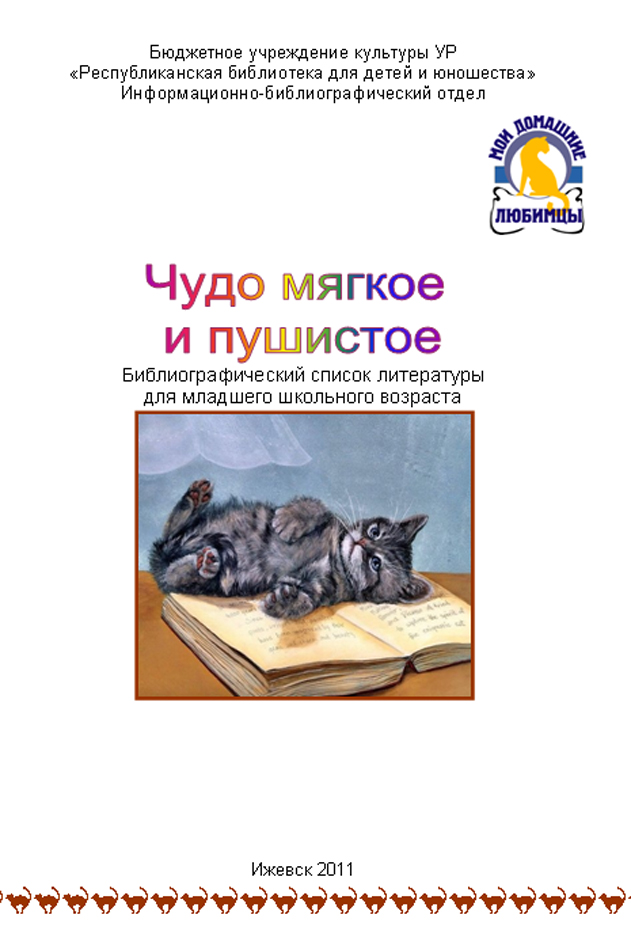 Бюджетное учреждение культуры УР
«Республиканская библиотека для детей и юношества»
Информационно-библиографический отдел
МОИ ДОМАШНИЕ
ЛЮБИМЦЫ
Чудо мягкое
и пушистое
Библиографический список литературы
для младшего школьного возраста
Ижевск 2011